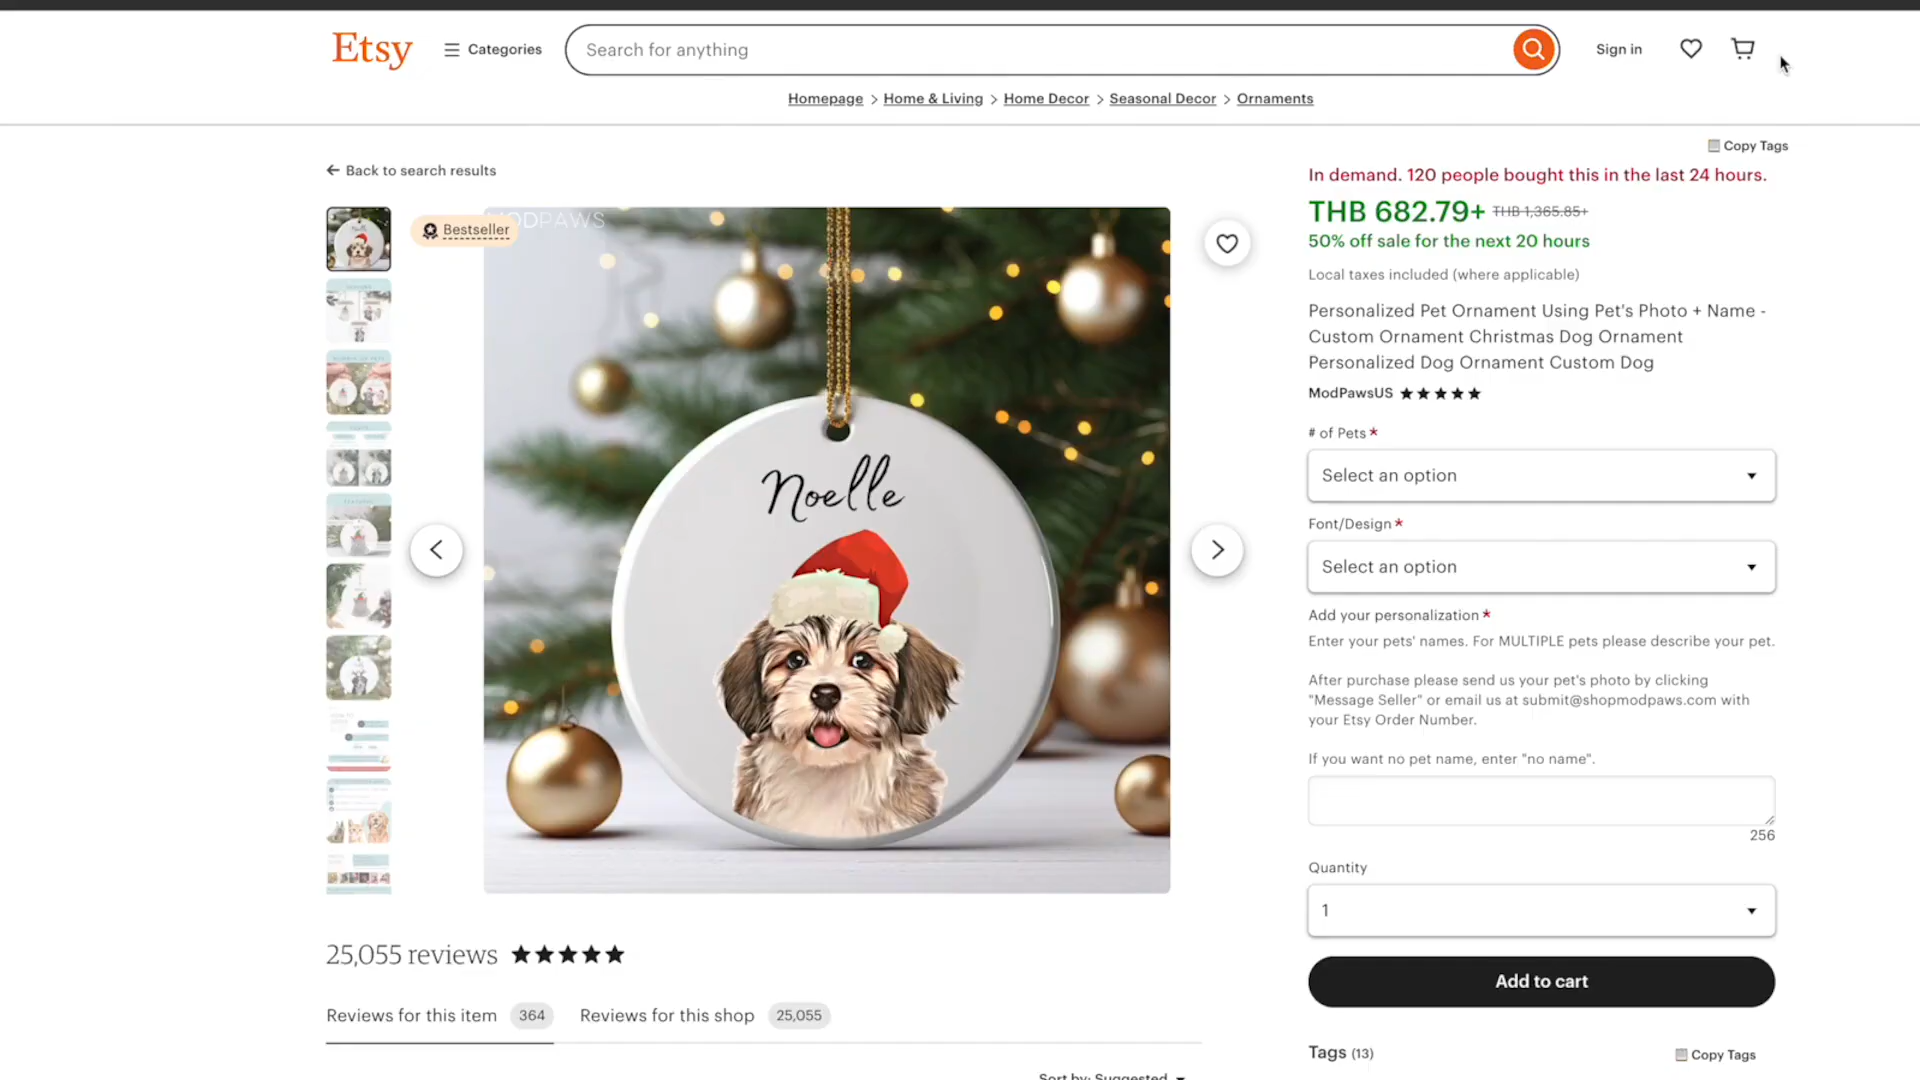 Etsy
Categories
Search for anything
Sign in
Homepage > Home & Living > Home Decor > Seasonal Decor > Ornaments
Copy Tags
Back to search results
In demand. 120 people bought this in the last 24 hours.
THB 682.79+ THB 1,365.85+
50% off sale for the next 20 hours
Local taxes included (where applicable)
Bestseller
MODPAWS
Noelle
Personalized Pet Ornament Using Pet's Photo + Name -
Custom Ornament Christmas Dog Ornament
Personalized Dog Ornament Custom Dog
ModPawsUS
# of Pets *
Select an option
Font/Design *
Select an option
Add your personalization *
Enter your pets' names. For MULTIPLE pets please describe your pet.
After purchase please send us your pet's photo by clicking
"Message Seller" or email us at submit@shopmodpaws.com with
your Etsy Order Number.
If you want no pet name, enter "no name".
256
Quantity
1
Add to cart
25,055 reviews
Reviews for this item 364
Reviews for this shop 25,055
Tags (13)
Copy Tags
Sort by: Suggested